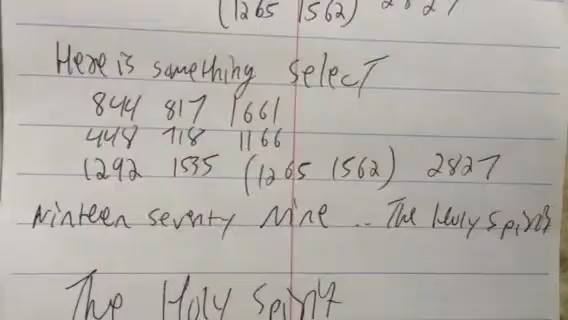 (1265 1562) 2827
Here is something select
844 817 1661
448 718 1166
1292 1535 (1265 1562) 2827
Ninteen seventy Nine .. The Holy Spirit
The Holy Spirit